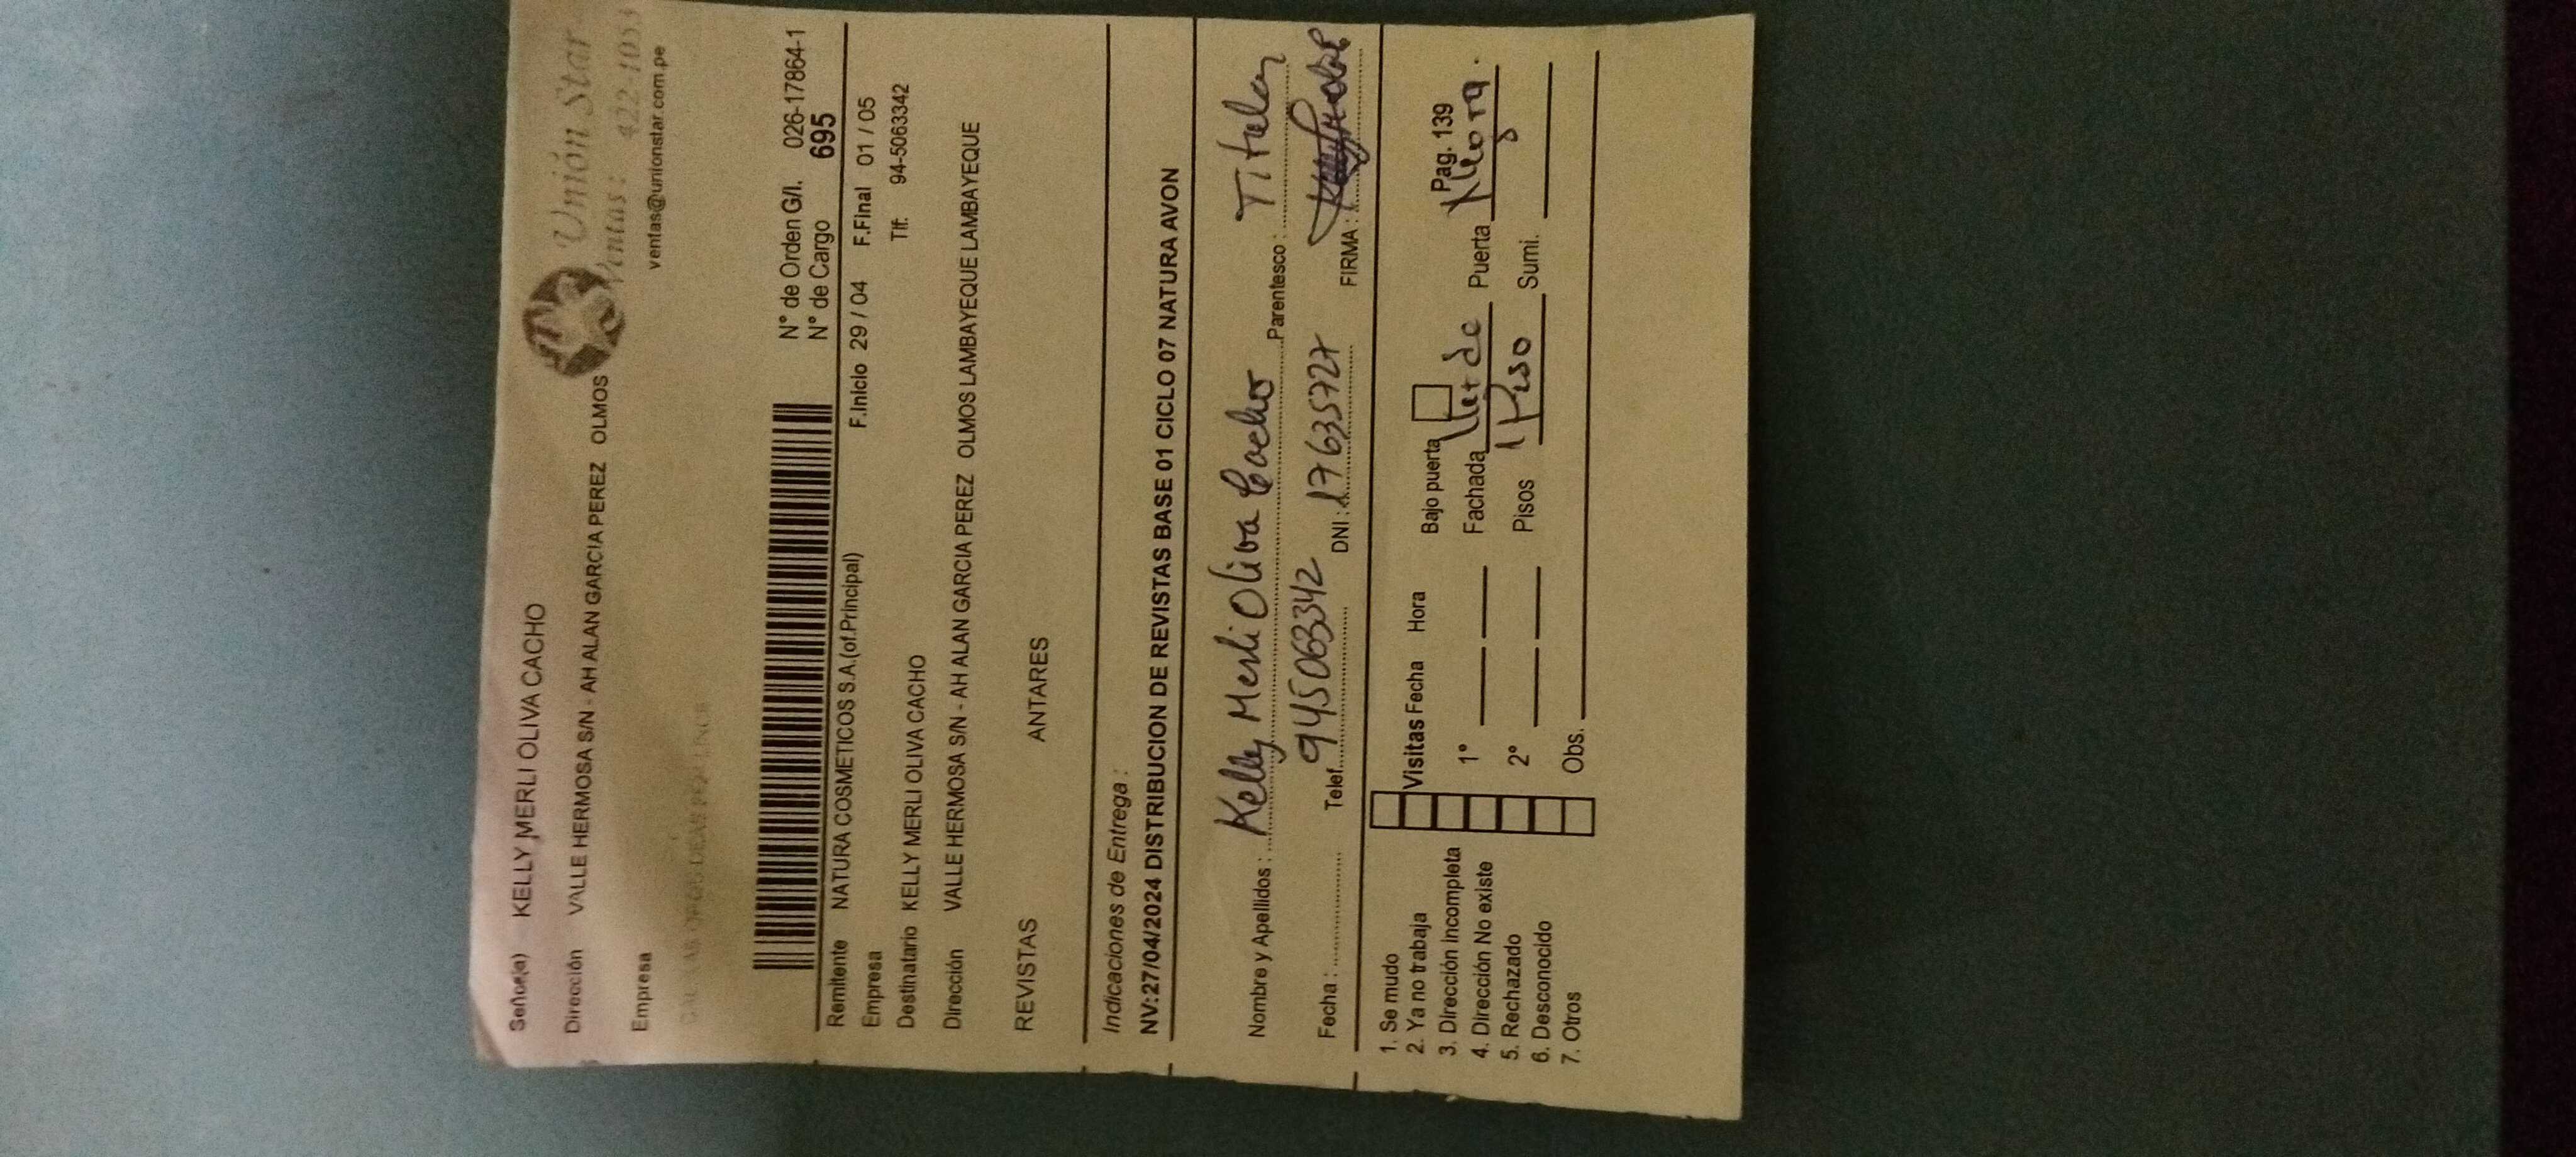 Señor(a) KELLY MERLI OLIVA CACHO
Unión Star
Dirección VALLE HERMOSA S/N - AH ALAN GARCIA PEREZ OLMOS
Ventas: 422-1053
Empresa
ventas@unionstar.com.pe
N° de Orden G/I. 026-17864-1
N° de Cargo 695
Remitente NATURA COSMETICOS S.A.(of.Principal)
Empresa F.Inicio 29 / 04 F.Final 01 / 05
Destinatario KELLY MERLI OLIVA CACHO Tlf: 94-5063342
Dirección VALLE HERMOSA S/N - AH ALAN GARCIA PEREZ OLMOS LAMBAYEQUE LAMBAYEQUE
REVISTAS ANTARES
Indicaciones de Entrega :
NV:27/04/2024 DISTRIBUCION DE REVISTAS BASE 01 CICLO 07 NATURA AVON
Nombre y Apellidos : Kelly Merli Oliva Cacho Parentesco : Titular
Fecha : Telef. 945063342 DNI : 17635727 FIRMA :
1. Se mudo
2. Ya no trabaja
3. Dirección incompleta
4. Dirección No existe
5. Rechazado
6. Desconocido
7. Otros
Visitas Fecha Hora Bajo puerta Pag. 139
1° Fachada Verde Puerta
2° Pisos 1 Piso Sumi.
Obs.